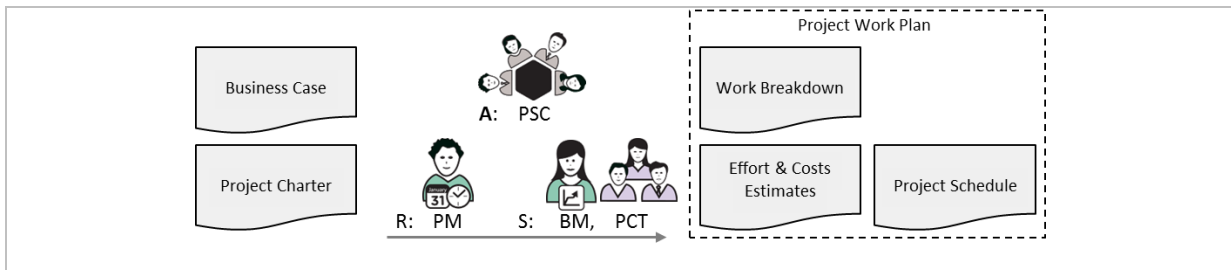 Project Work Plan
Business Case
A: PSC
Work Breakdown
Project Charter
January
31
Effort & Costs
Estimates
Project Schedule
R: PM
S: BM, PCT